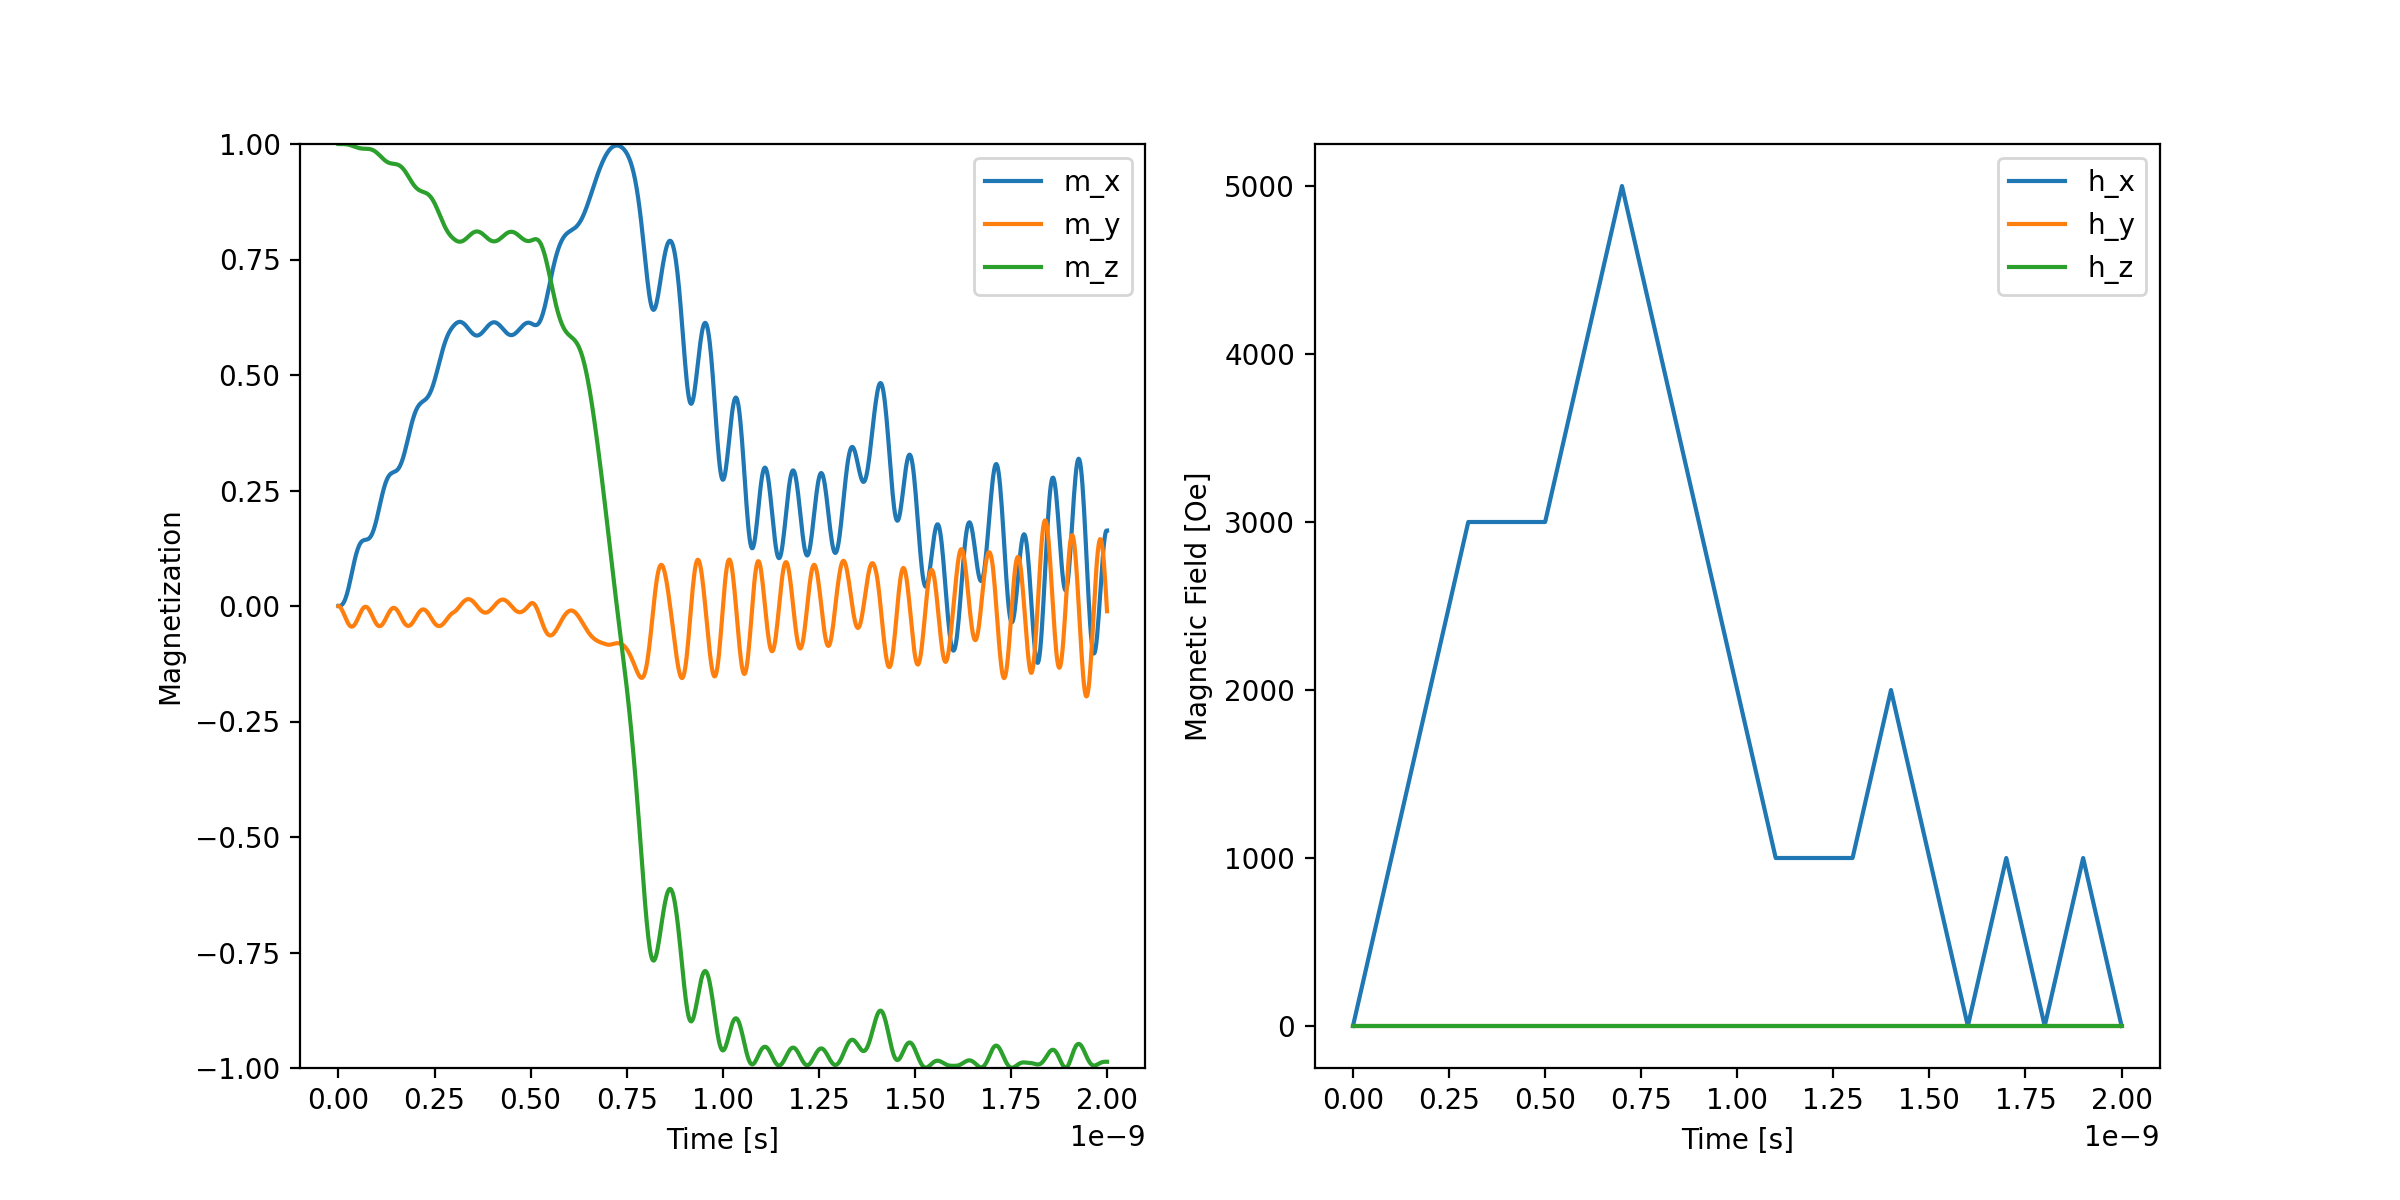 Magnetization
1.00
0.75
0.50
0.25
0.00
−0.25
−0.50
−0.75
−1.00
m_x
m_y
m_z
0.00 0.25 0.50 0.75 1.00 1.25 1.50 1.75 2.00
Time [s] 1e−9
Magnetic Field [Oe]
5000
4000
3000
2000
1000
0
h_x
h_y
h_z
0.00 0.25 0.50 0.75 1.00 1.25 1.50 1.75 2.00
Time [s] 1e−9